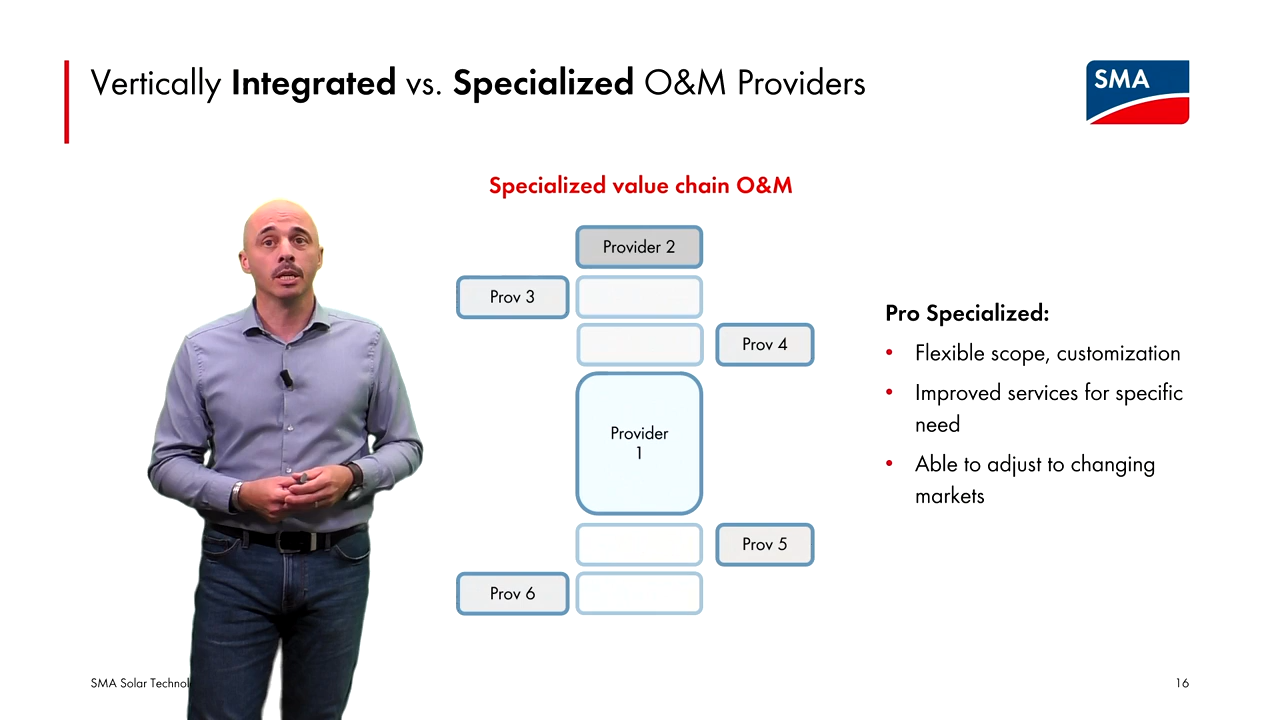 Vertically Integrated vs. Specialized O&M Providers
SMA
Specialized value chain O&M
Provider 2
Prov 3
Prov 4
Provider
1
Prov 5
Prov 6
Pro Specialized:
• Flexible scope, customization
• Improved services for specific
need
• Able to adjust to changing
markets
SMA Solar
16